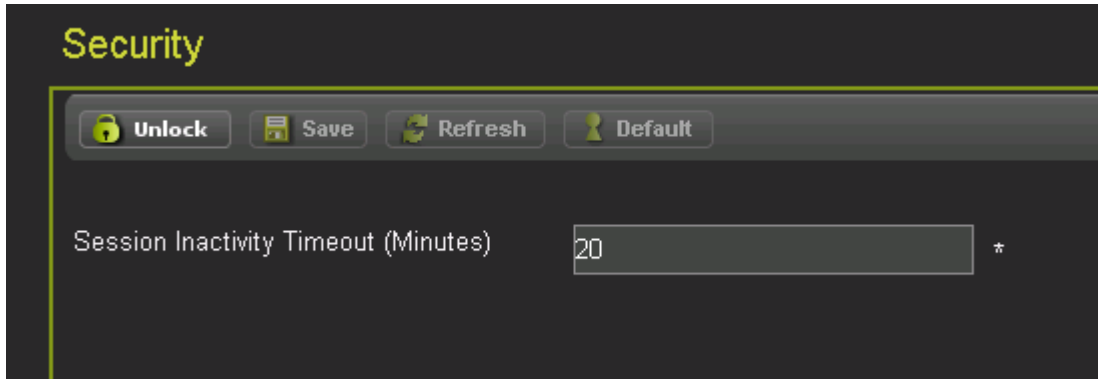 Security
Unlock Save Refresh Default
Session Inactivity Timeout (Minutes) 20 *